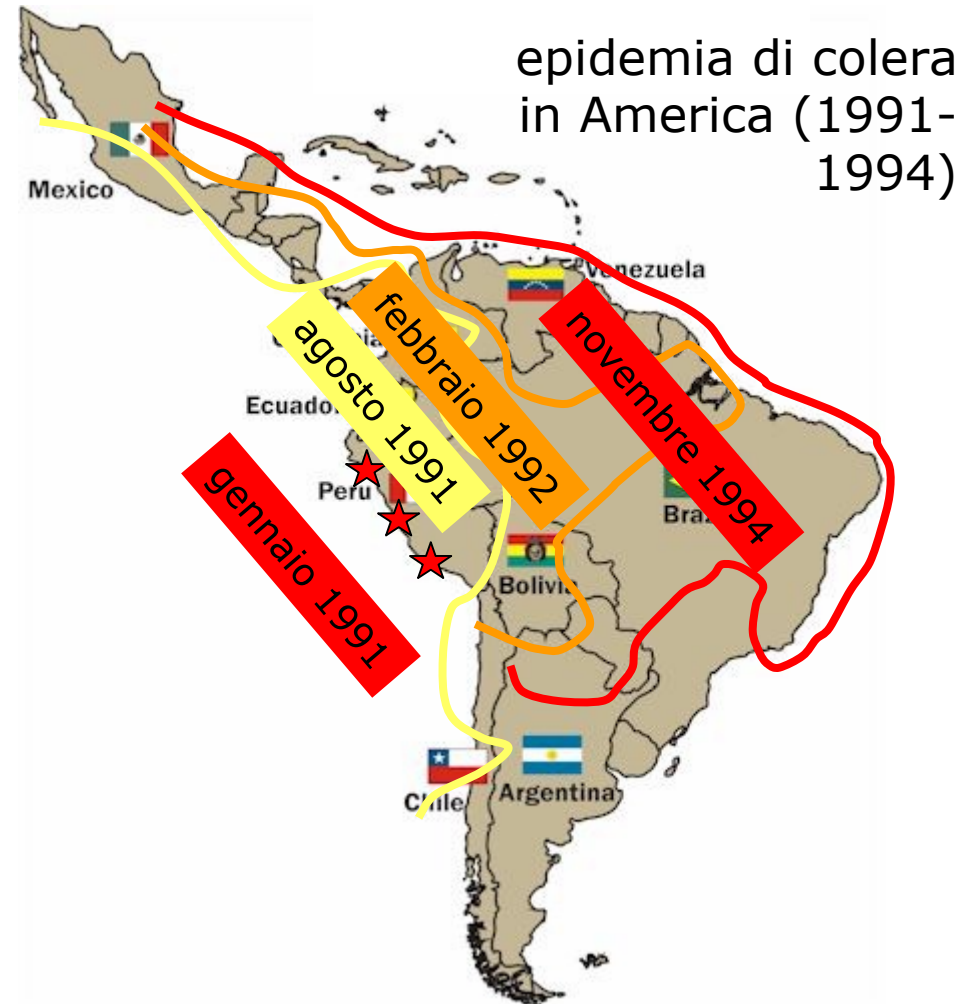 epidemia di colera
in America (1991-
1994)
Mexico
Venezuela
febbraio 1992
novembre 1994
agosto 1991
Ecuado
Peru
gennaio 1991
Bra
Bolivia
Chile
Argentina